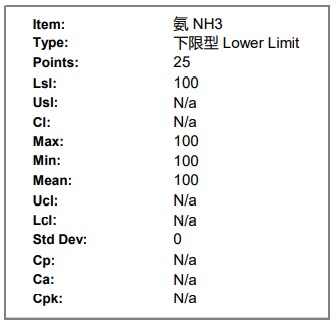 Item: 氨 NH3
Type: 下限型 Lower Limit
Points: 25
Lsl: 100
Usl: N/a
Cl: N/a
Max: 100
Min: 100
Mean: 100
Ucl: N/a
Lcl: N/a
Std Dev: 0
Cp: N/a
Ca: N/a
Cpk: N/a